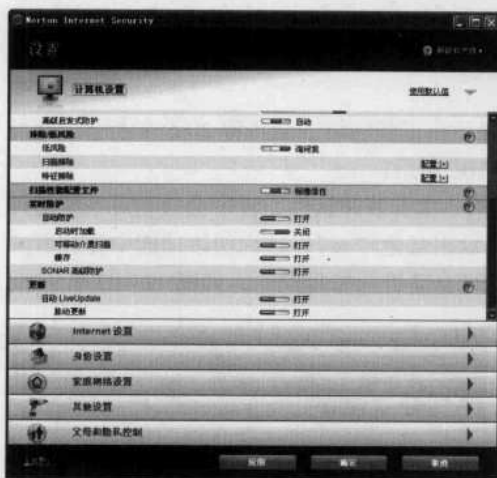 Norton Internet Security
设置
计算机设置
使用默认值
高级启发式防护 自动
排除/低风险
低风险 询问我
扫描排除 配置 [+]
特征排除 配置 [+]
扫描性能配置文件
实时防护
自动防护 打开
启动时加载 关闭
可移动介质扫描 打开
缓存 打开
SONAR 高级防护 打开
更新
自动 LiveUpdate 打开
脉动更新 打开
Internet 设置
身份设置
家庭网络设置
其他设置
父母和隐私控制
应用 确定 取消